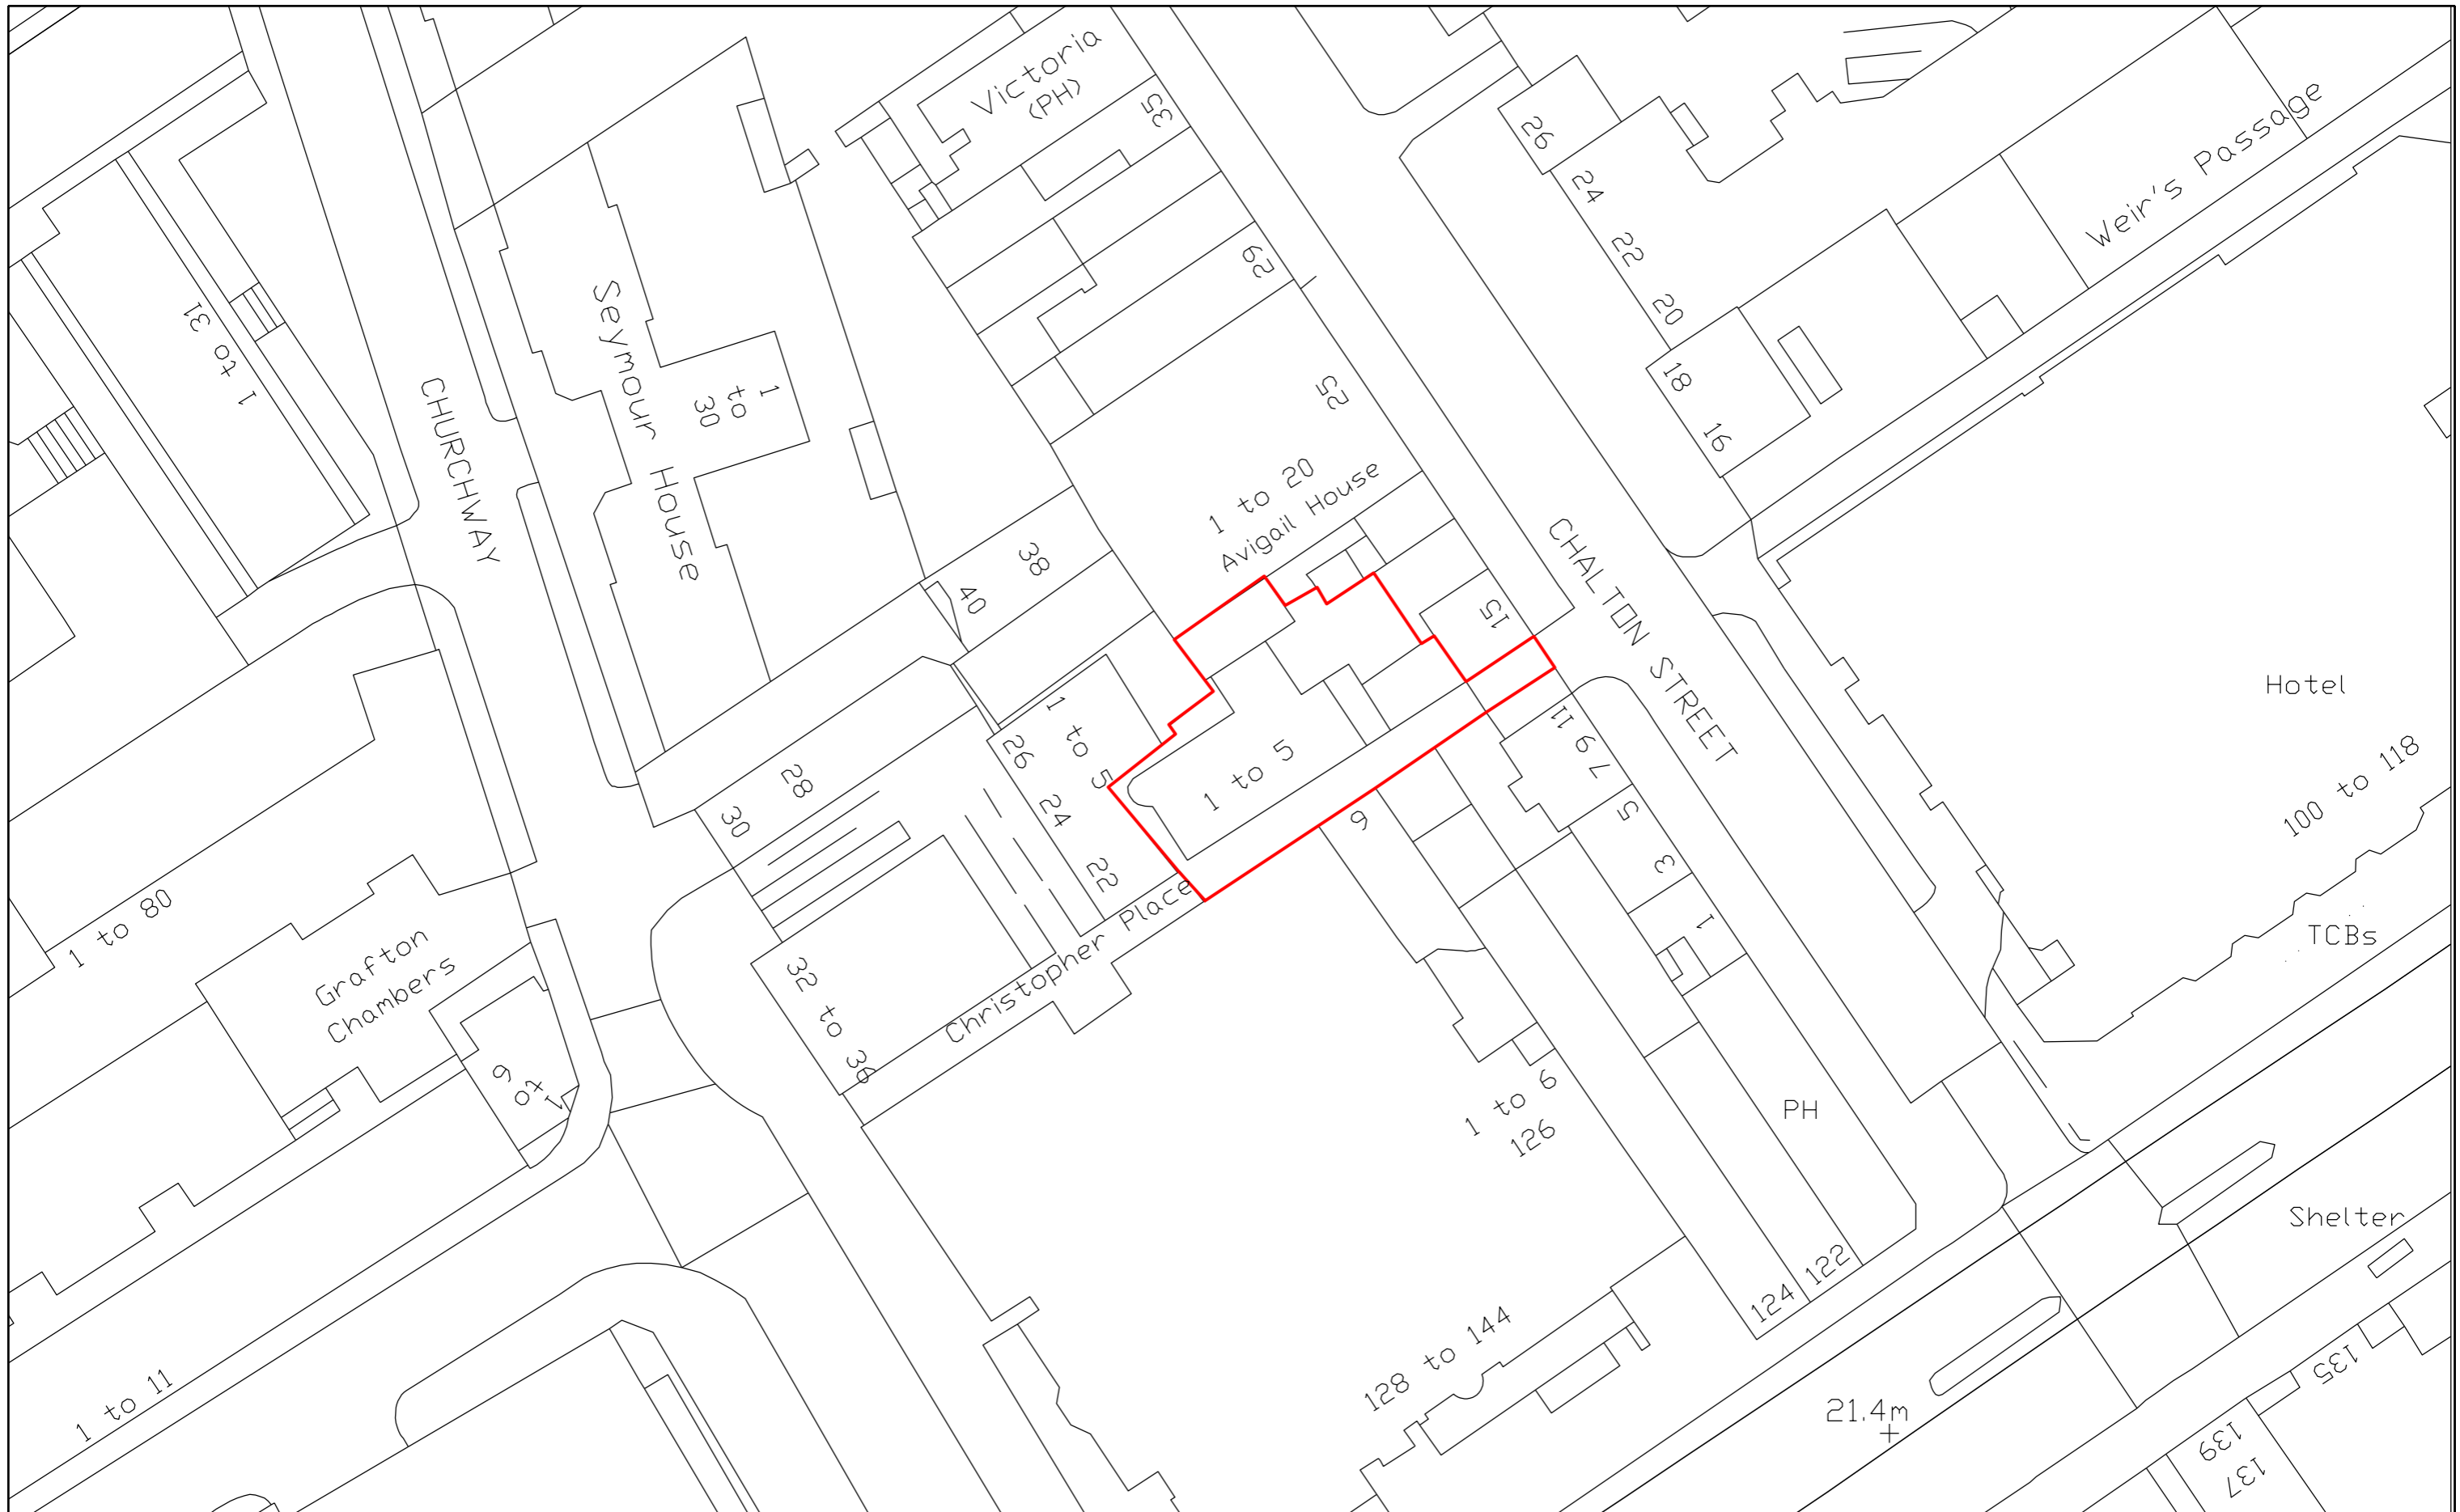 Victoria
(PH)
35
26
24
22
20
18
16
Weir's Passage
29
25
1 to 31
CHURCHWAY
Seymour House
1
to
30
1 to 20
Avigail House
38
40
15
CHALTON STREET
Hotel
100 to 118
TCBs
1 to 5
26
24
22
1 to 5
11
9
7
5
3
1
6
28
30
32 to 36
Christopher Place
1 to 80
Grafton
Chambers
1 to 6
1 to 6
126
PH
124
122
128 to 144
Shelter
21.4m
135
139
137
1 to 11